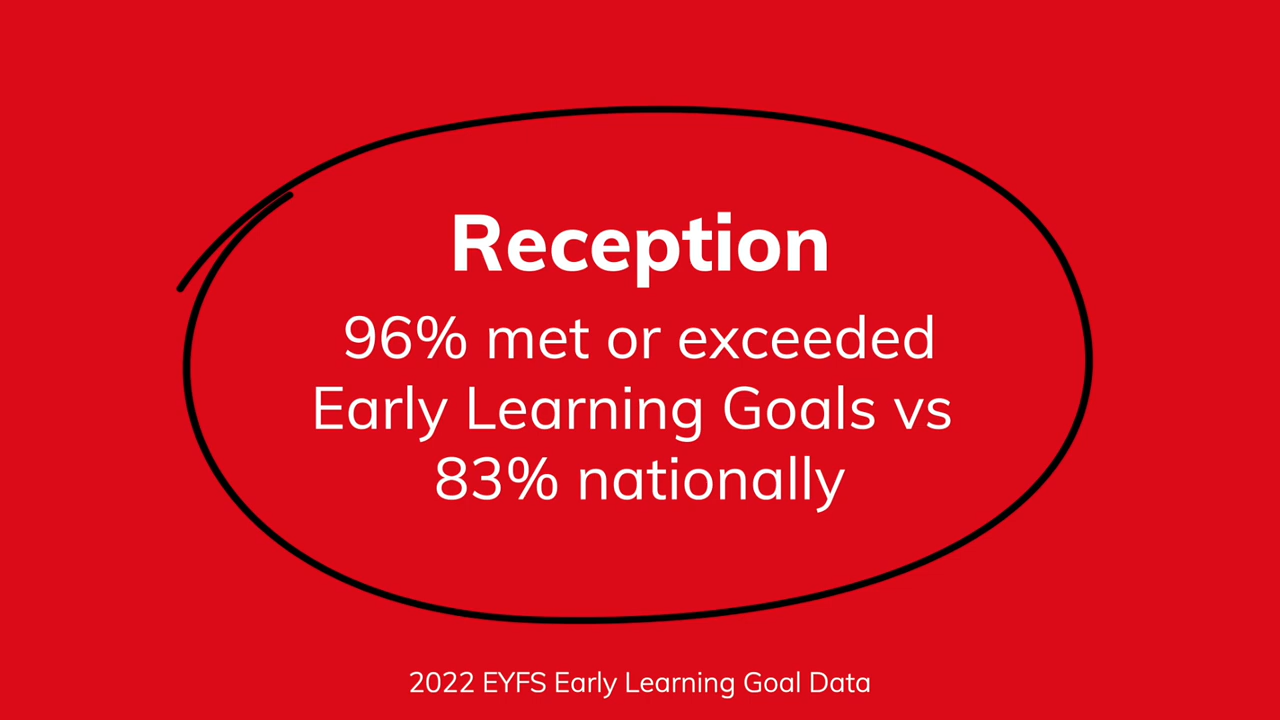 Reception
96% met or exceeded
Early Learning Goals vs
83% nationally
2022 EYFS Early Learning Goal Data